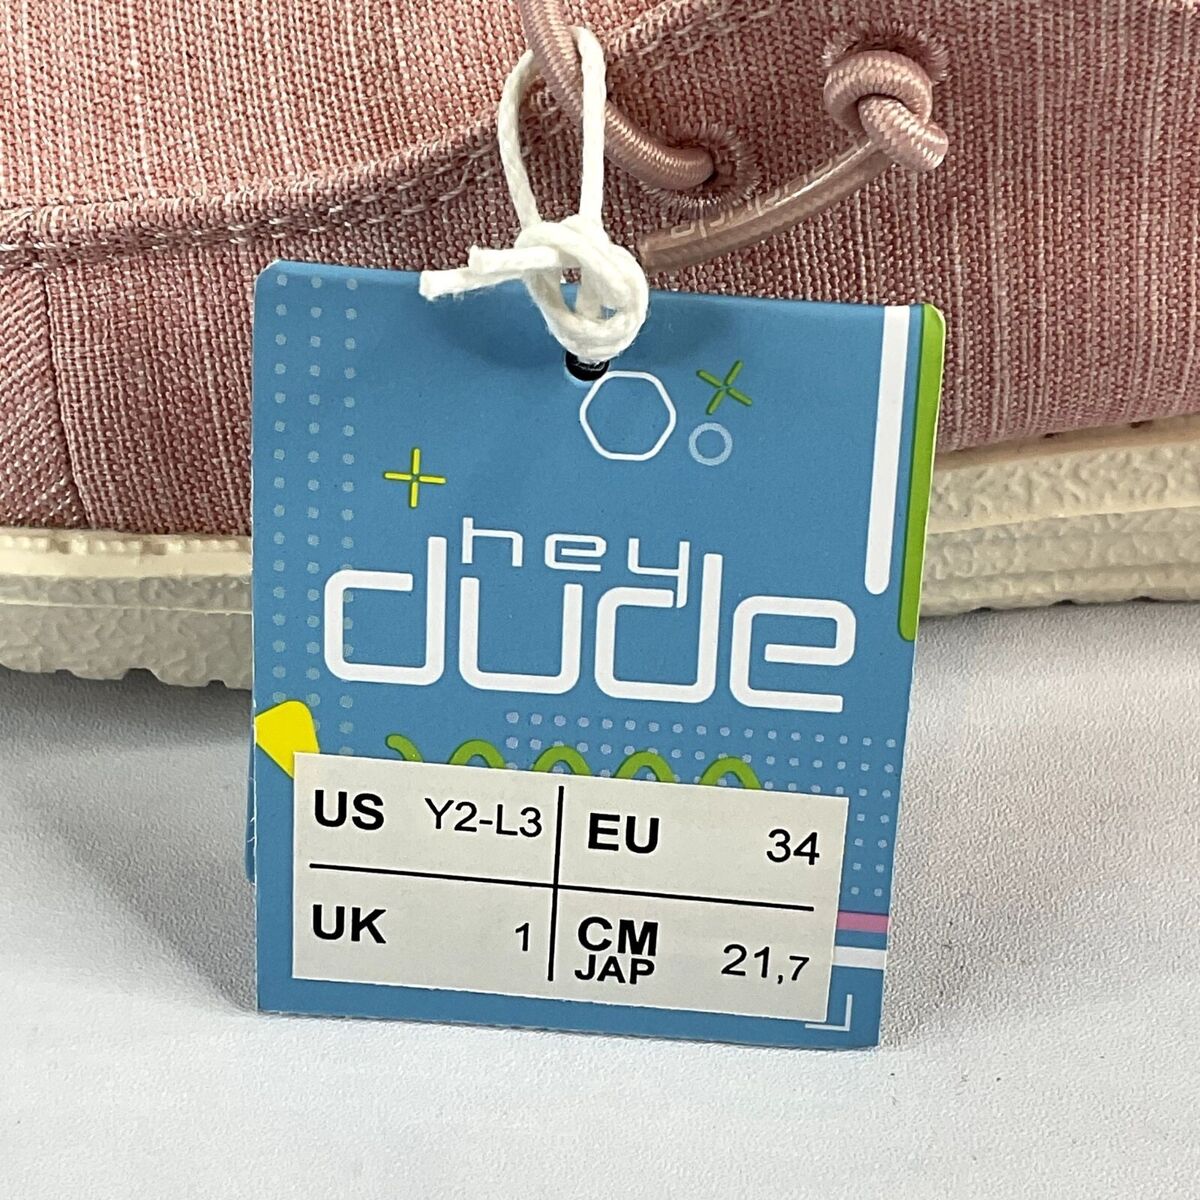 hey
dude
US Y2-L3 EU 34
UK 1 CM JAP 21,7